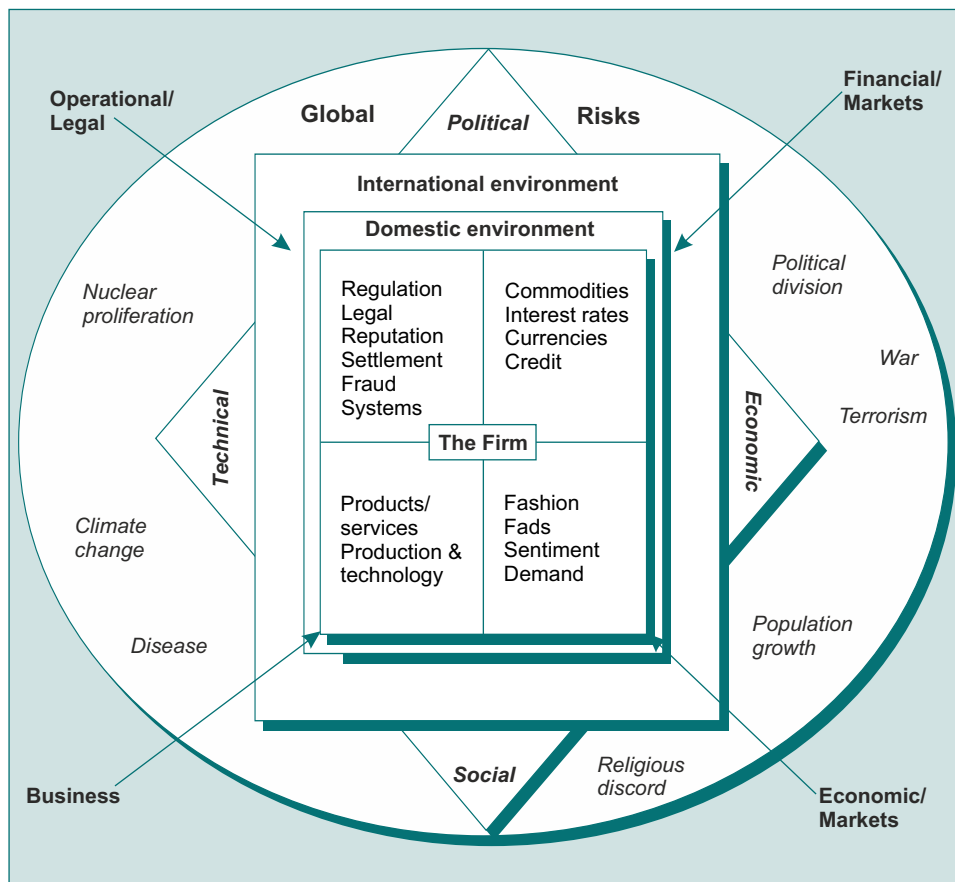 Operational/
Legal
Global
Political
Risks
Financial/
Markets
International environment
Domestic environment
Regulation
Legal
Reputation
Settlement
Fraud
Systems
Commodities
Interest rates
Currencies
Credit
The Firm
Products/
services
Production &
technology
Fashion
Fads
Sentiment
Demand
Nuclear
proliferation
Technical
Climate
change
Disease
Political
division
War
Terrorism
Economic
Population
growth
Social
Religious
discord
Business
Economic/
Markets